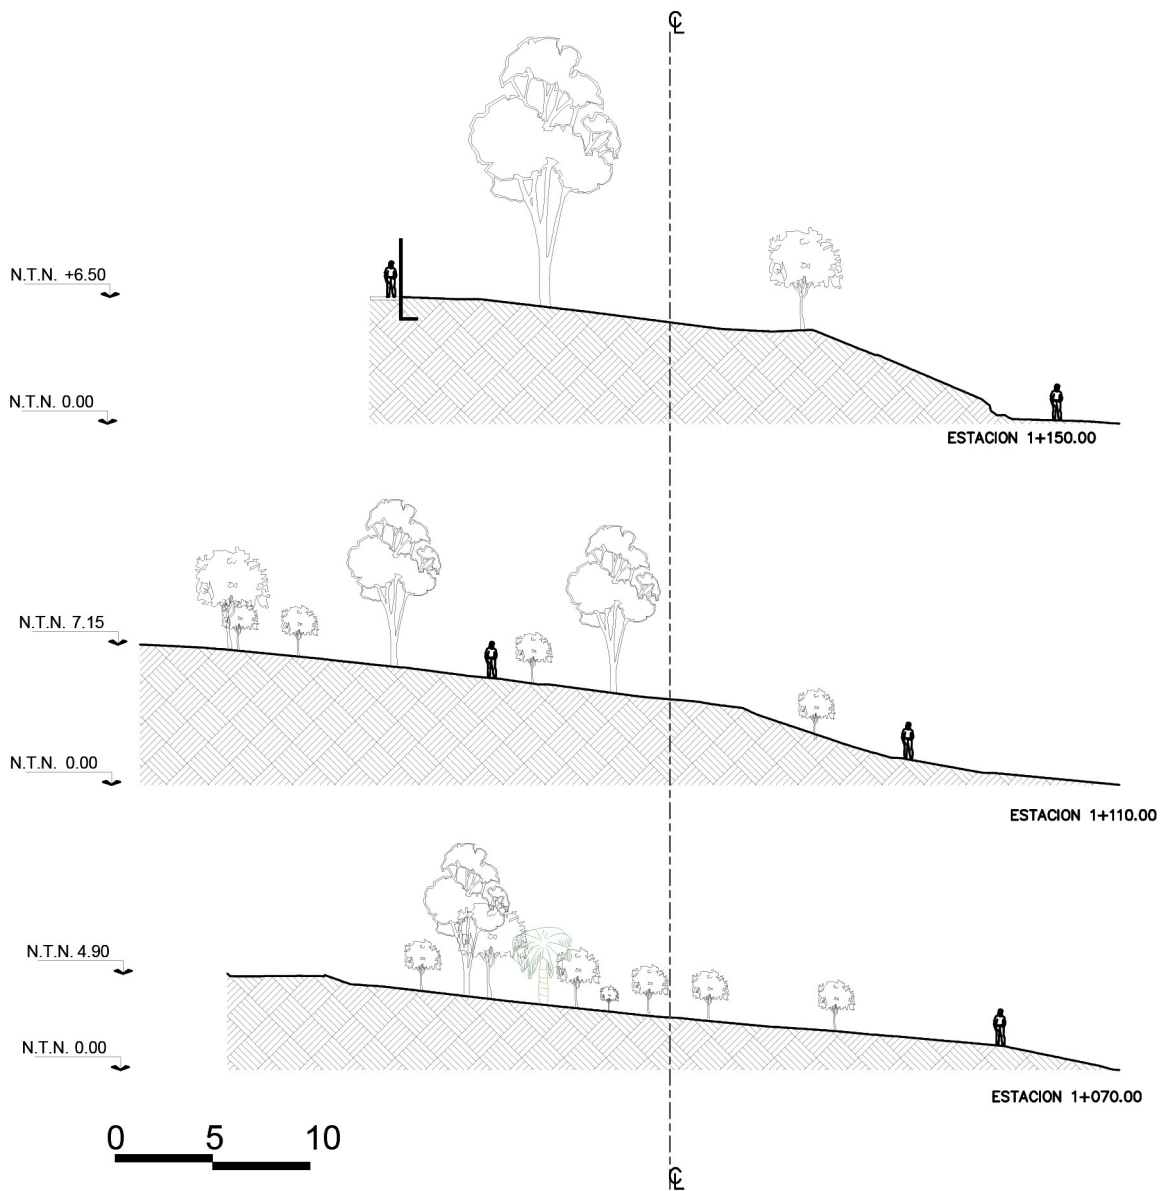 ℄
N.T.N. +6.50
N.T.N. 0.00
ESTACION 1+150.00
N.T.N. 7.15
N.T.N. 0.00
ESTACION 1+110.00
N.T.N. 4.90
N.T.N. 0.00
ESTACION 1+070.00
0 5 10
℄